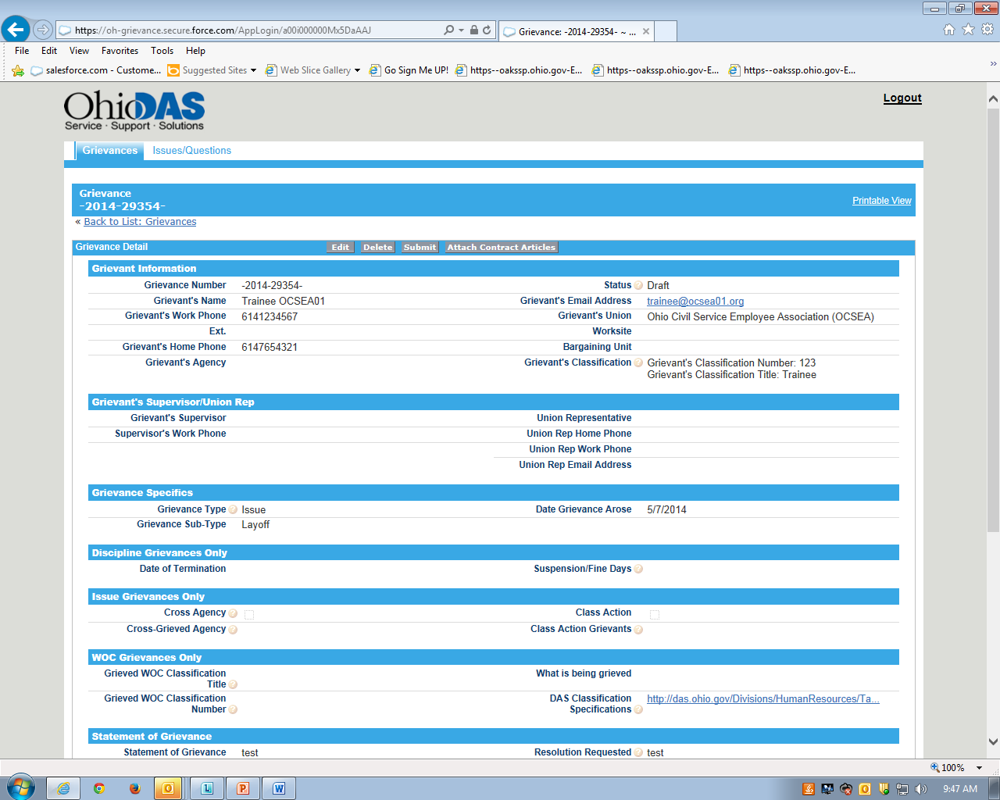 https://oh-grievance.secure.force.com/AppLogin/a00i000000Mx5DaAAJ
Grievance: -2014-29354- ~ ...
File Edit View Favorites Tools Help
salesforce.com - Custome... Suggested Sites Web Slice Gallery Go Sign Me UP! https--oakssp.ohio.gov-E... https--oakssp.ohio.gov-E... https--oakssp.ohio.gov-E...
OhioDAS
Service · Support · Solutions
Logout
Grievances Issues/Questions
Grievance
-2014-29354-
Printable View
« Back to List: Grievances
Grievance Detail Edit Delete Submit Attach Contract Articles
Grievant Information
Grievance Number -2014-29354- Status Draft
Grievant's Name Trainee OCSEA01 Grievant's Email Address trainee@ocsea01.org
Grievant's Work Phone 6141234567 Grievant's Union Ohio Civil Service Employee Association (OCSEA)
Ext. Worksite
Grievant's Home Phone 6147654321 Bargaining Unit
Grievant's Agency Grievant's Classification Grievant's Classification Number: 123
Grievant's Classification Title: Trainee
Grievant's Supervisor/Union Rep
Grievant's Supervisor Union Representative
Supervisor's Work Phone Union Rep Home Phone
Union Rep Work Phone
Union Rep Email Address
Grievance Specifics
Grievance Type Issue Date Grievance Arose 5/7/2014
Grievance Sub-Type Layoff
Discipline Grievances Only
Date of Termination Suspension/Fine Days
Issue Grievances Only
Cross Agency Class Action
Cross-Grieved Agency Class Action Grievants
WOC Grievances Only
Grieved WOC Classification Title What is being grieved
Grieved WOC Classification Number DAS Classification Specifications http://das.ohio.gov/Divisions/HumanResources/Ta...
Statement of Grievance
Statement of Grievance test Resolution Requested test
100%
9:47 AM